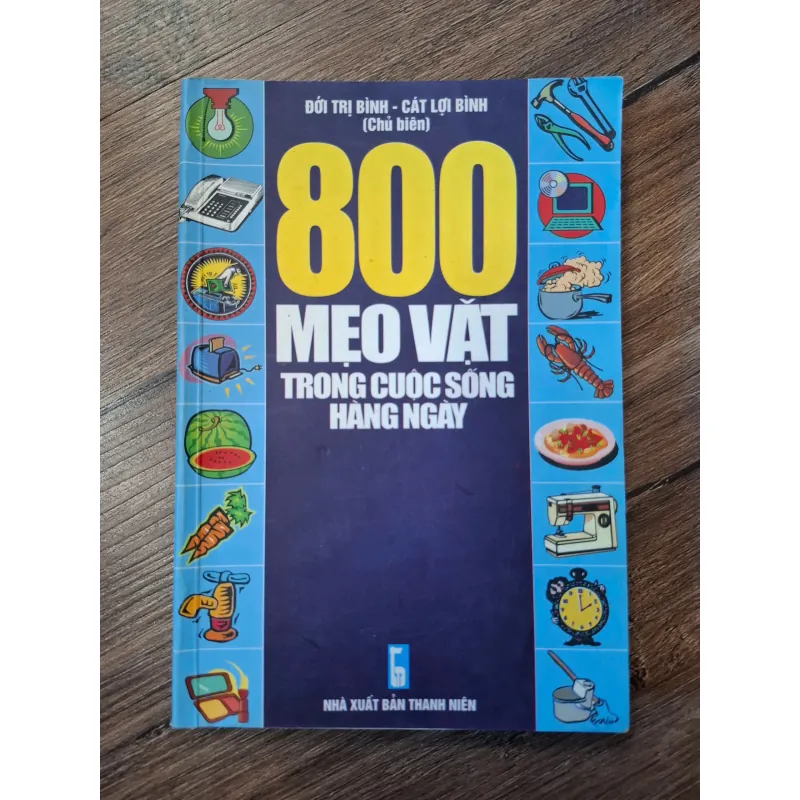 ĐỚI TRỊ BÌNH - CÁT LỢI BÌNH
(Chủ biên)
800
MẸO VẶT
TRONG CUỘC SỐNG
HÀNG NGÀY
NHÀ XUẤT BẢN THANH NIÊN